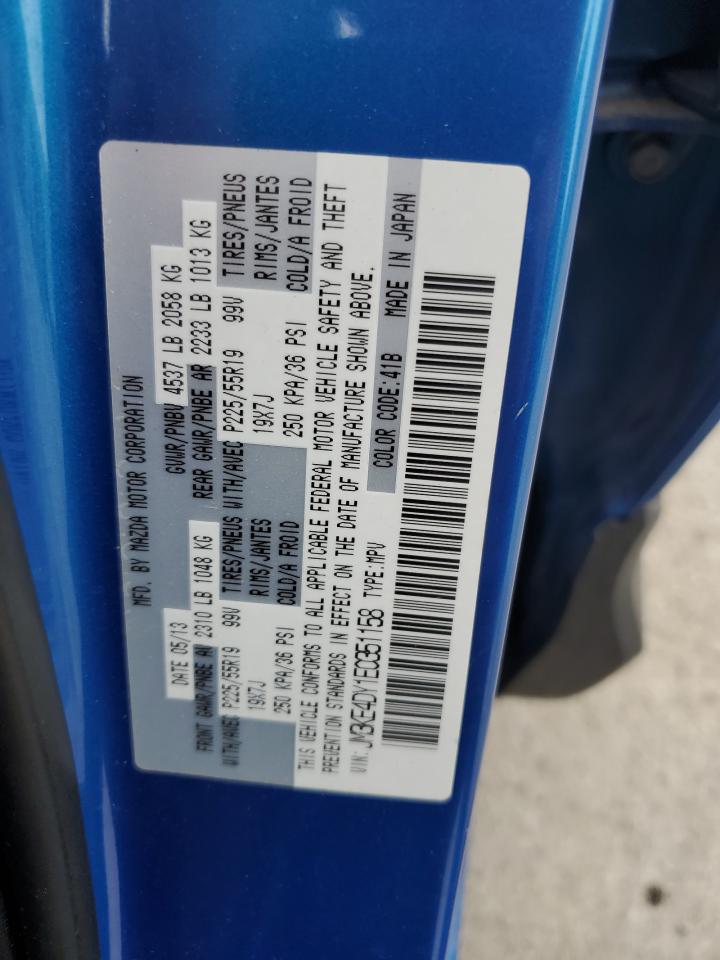 MFD. BY MAZDA MOTOR CORPORATION
DATE 05/13 GVWR/PNBV 4537 LB 2058 KG
FRONT GAWR/PNBE AV 2310 LB 1048 KG REAR GAWR/PNBE AR 2233 LB 1013 KG
WITH/AVEC P225/55R19 99V TIRES/PNEUS WITH/AVEC P225/55R19 99V TIRES/PNEUS
19X7J RIMS/JANTES 19X7J RIMS/JANTES
250 KPA/36 PSI COLD/A FROID 250 KPA/36 PSI COLD/A FROID
THIS VEHICLE CONFORMS TO ALL APPLICABLE FEDERAL MOTOR VEHICLE SAFETY AND THEFT
PREVENTION STANDARDS IN EFFECT ON THE DATE OF MANUFACTURE SHOWN ABOVE.
VIN: JM3KE4DY1E0351158 TYPE:MPV COLOR CODE:41B MADE IN JAPAN